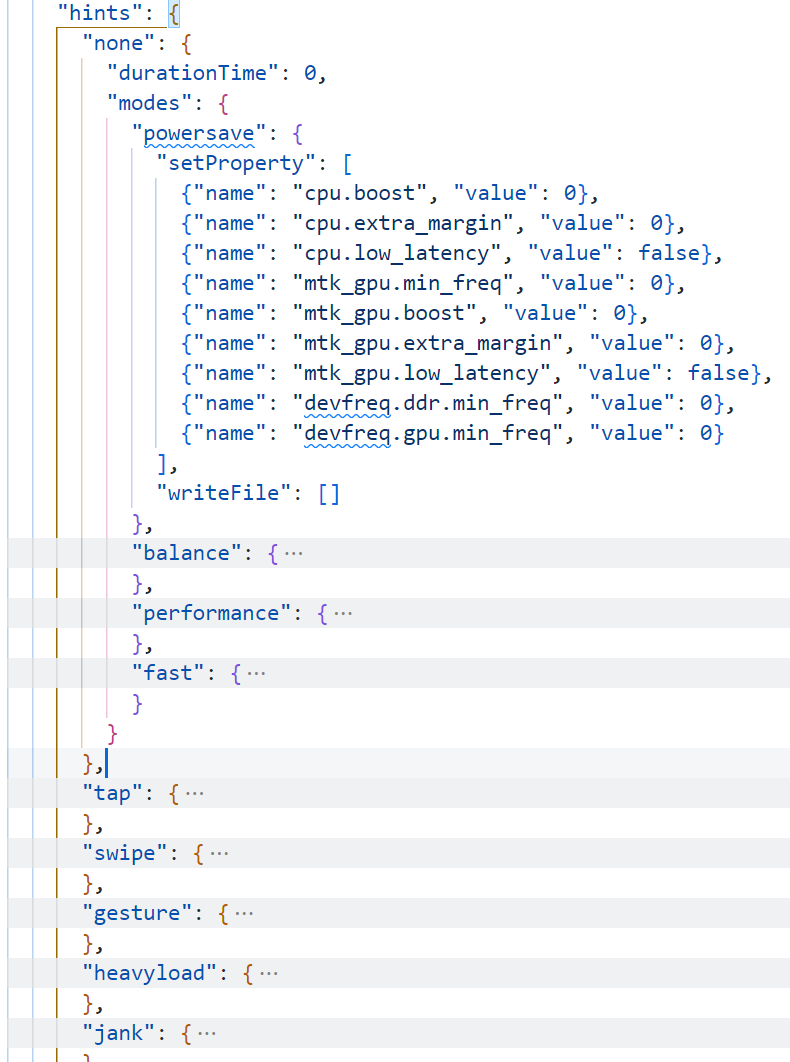 "hints": {
"none": {
"durationTime": 0,
"modes": {
"powersave": {
"setProperty": [
{"name": "cpu.boost", "value": 0},
{"name": "cpu.extra_margin", "value": 0},
{"name": "cpu.low_latency", "value": false},
{"name": "mtk_gpu.min_freq", "value": 0},
{"name": "mtk_gpu.boost", "value": 0},
{"name": "mtk_gpu.extra_margin", "value": 0},
{"name": "mtk_gpu.low_latency", "value": false},
{"name": "devfreq.ddr.min_freq", "value": 0},
{"name": "devfreq.gpu.min_freq", "value": 0}
],
"writeFile": []
},
"balance": {···
},
"performance": {···
},
"fast": {···
}
}
},
"tap": {···
},
"swipe": {···
},
"gesture": {···
},
"heavyload": {···
},
"jank": {···
}